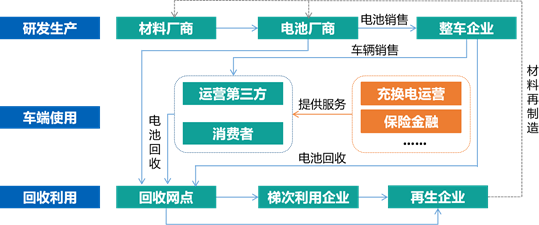 研发生产
材料厂商
电池厂商
电池销售
整车企业
车辆销售
车端使用
运营第三方
消费者
提供服务
充换电运营
保险金融
……
电池回收
电池回收
材料再制造
回收利用
回收网点
梯次利用企业
再生企业